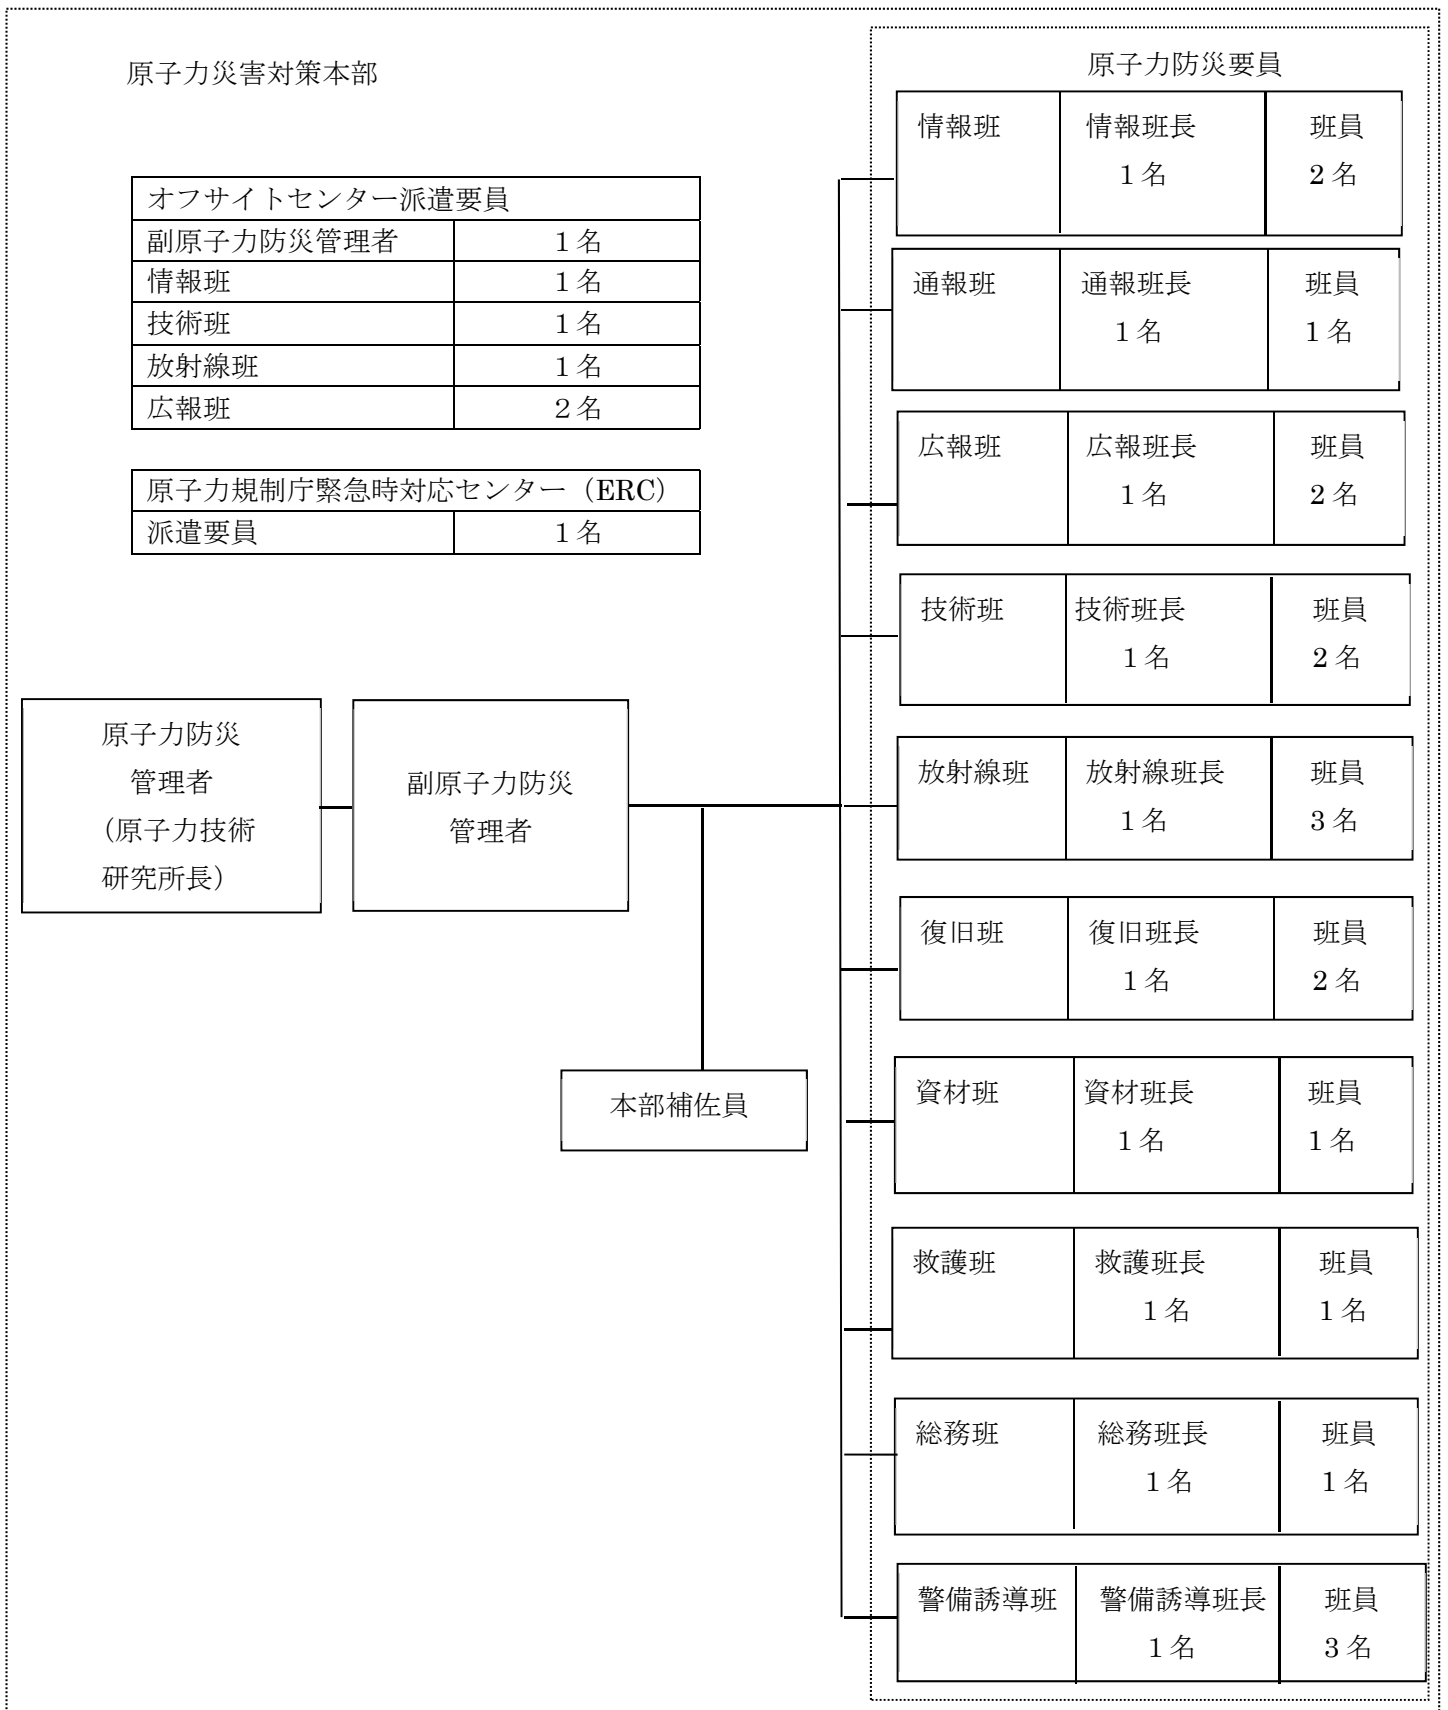 原子力災害対策本部
オフサイトセンター派遣要員
副原子力防災管理者 1名
情報班 1名
技術班 1名
放射線班 1名
広報班 2名
原子力規制庁緊急時対応センター（ERC）
派遣要員 1名
原子力防災
管理者
(原子力技術
研究所長)
副原子力防災
管理者
本部補佐員
原子力防災要員
情報班 情報班長 班員
1名 2名
通報班 通報班長 班員
1名 1名
広報班 広報班長 班員
1名 2名
技術班 技術班長 班員
1名 2名
放射線班 放射線班長 班員
1名 3名
復旧班 復旧班長 班員
1名 2名
資材班 資材班長 班員
1名 1名
救護班 救護班長 班員
1名 1名
総務班 総務班長 班員
1名 1名
警備誘導班 警備誘導班長 班員
1名 3名